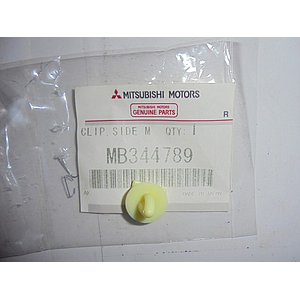 MITSUBISHI MOTORS
MITSUBISHI MOTORS
GENUINE PARTS
R
CLIP,SIDE M QTY: 1
MB344789